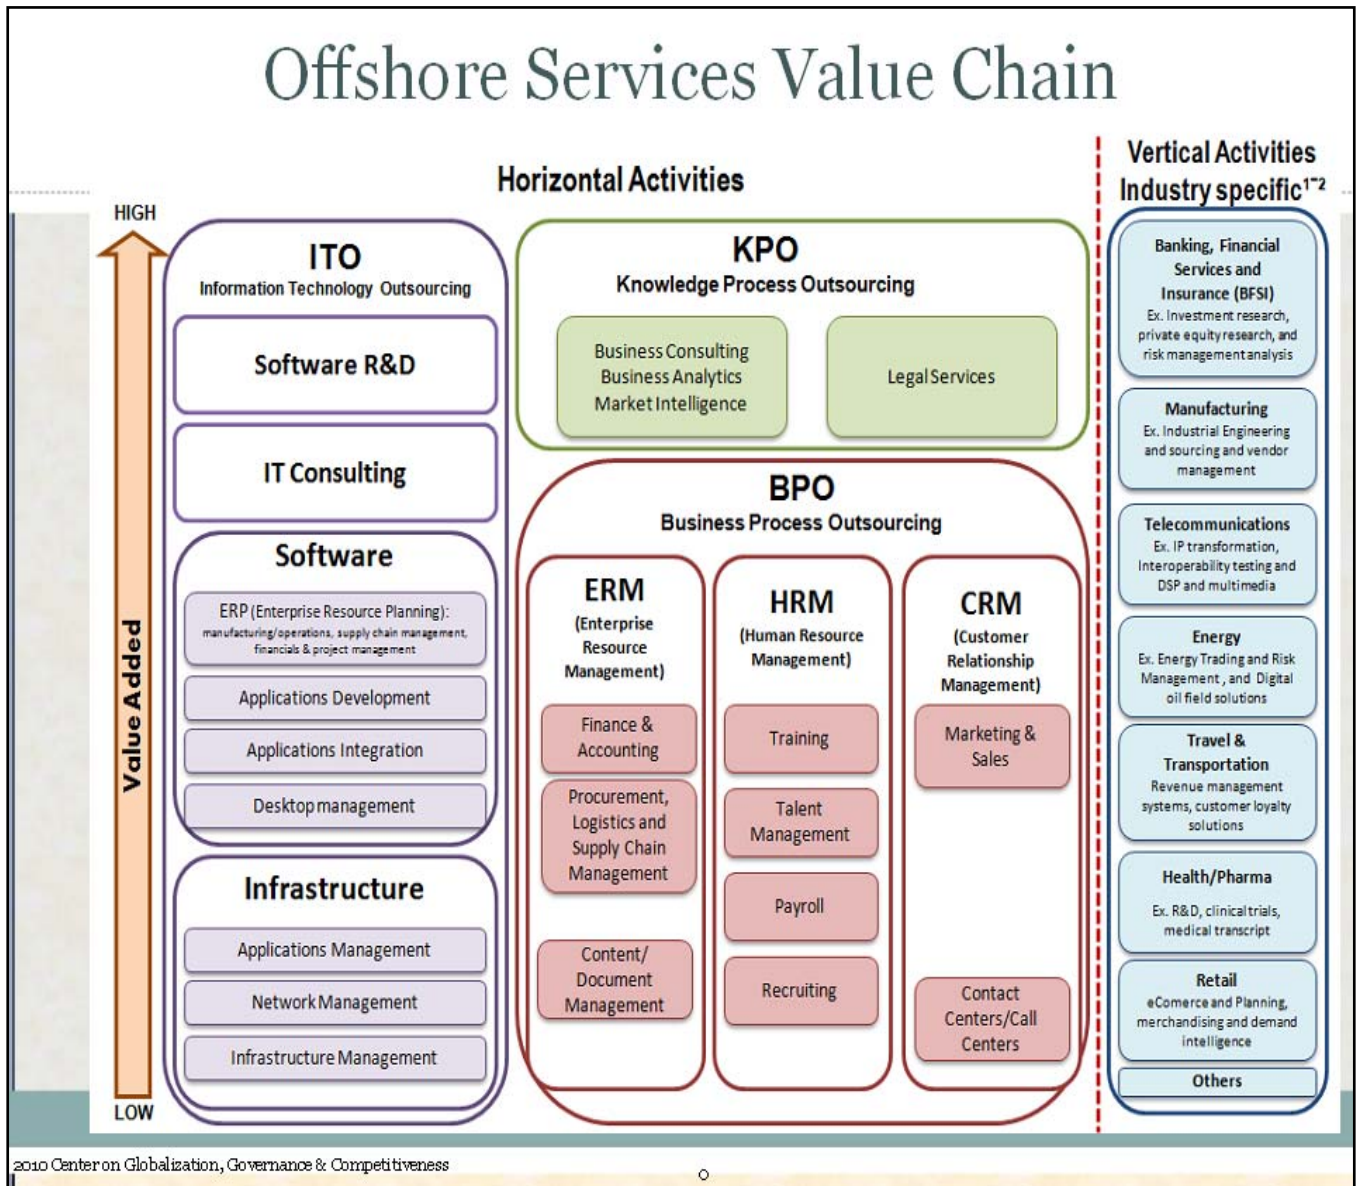 Offshore Services Value Chain
Horizontal Activities
Vertical Activities
Industry specific¹⁻²
HIGH
Value Added
LOW
ITO
Information Technology Outsourcing
Software R&D
IT Consulting
Software
ERP (Enterprise Resource Planning):
manufacturing/operations, supply chain management,
financials & project management
Applications Development
Applications Integration
Desktop management
Infrastructure
Applications Management
Network Management
Infrastructure Management
KPO
Knowledge Process Outsourcing
Business Consulting
Business Analytics
Market Intelligence
Legal Services
BPO
Business Process Outsourcing
ERM
(Enterprise
Resource
Management)
Finance &
Accounting
Procurement,
Logistics and
Supply Chain
Management
Content/
Document
Management
HRM
(Human Resource
Management)
Training
Talent
Management
Payroll
Recruiting
CRM
(Customer
Relationship
Management)
Marketing &
Sales
Contact
Centers/Call
Centers
Banking, Financial
Services and
Insurance (BFSI)
Ex. Investment research,
private equity research, and
risk management analysis
Manufacturing
Ex. Industrial Engineering
and sourcing and vendor
management
Telecommunications
Ex. IP transformation,
Interoperability testing and
DSP and multimedia
Energy
Ex. Energy Trading and Risk
Management , and Digital
oil field solutions
Travel &
Transportation
Revenue management
systems, customer loyalty
solutions
Health/Pharma
Ex. R&D, clinical trials,
medical transcript
Retail
eComerce and Planning,
merchandising and demand
intelligence
Others
2010 Center on Globalization, Governance & Competitiveness
0